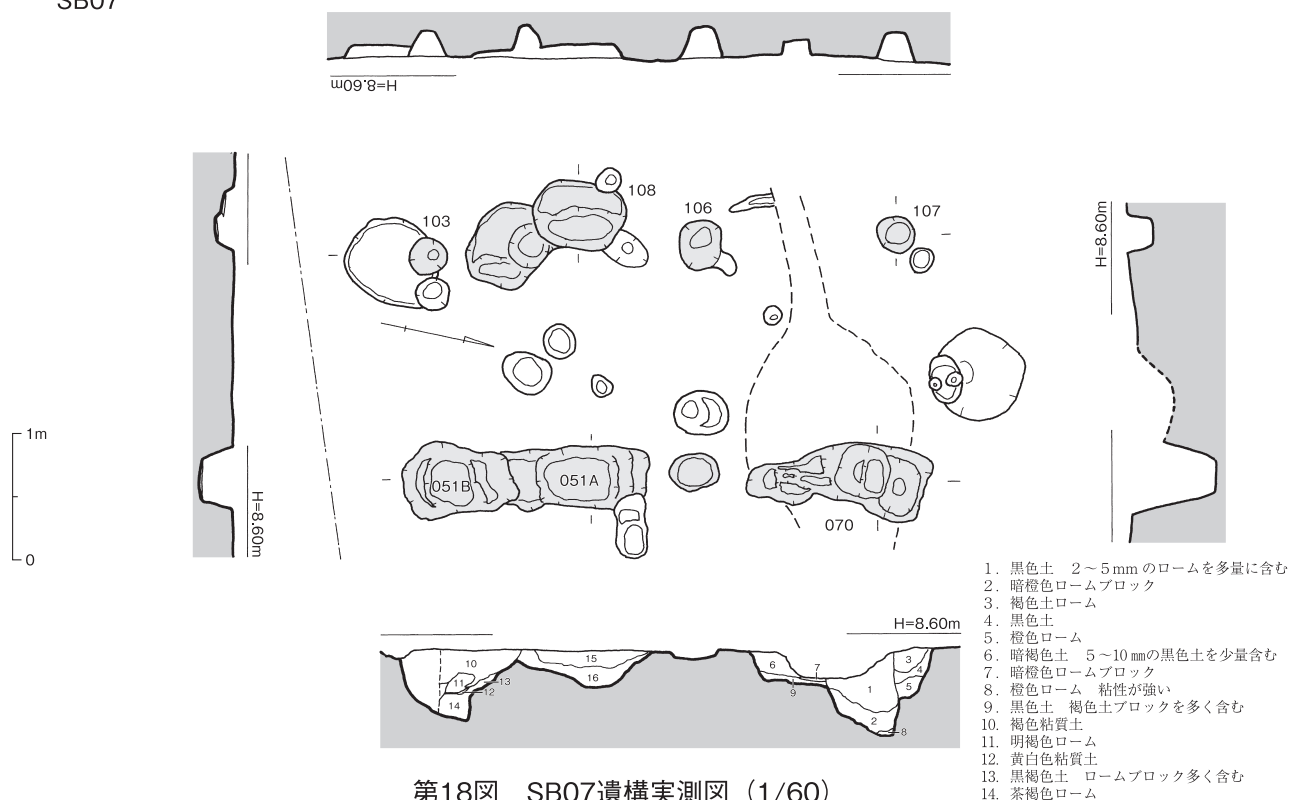 SB07
H=8.60m
108
103
106
107
H=8.60m
1m
051B
051A
H=8.60m
070
0
H=8.60m
10
15
3
6
7
4
11
13
16
1
5
12
9
14
2
8
1. 黒色土　2～5mm のロームを多量に含む
2. 暗橙色ロームブロック
3. 褐色土ローム
4. 黒色土
5. 橙色ローム
6. 暗褐色土　5～10㎜の黒色土を少量含む
7. 暗橙色ロームブロック
8. 橙色ローム　粘性が強い
9. 黒色土　褐色土ブロックを多く含む
10. 褐色粘質土
11. 明褐色ローム
12. 黄白色粘質土
13. 黒褐色土　ロームブロック多く含む
14. 茶褐色ローム
第18図　SB07遺構実測図（1/60）